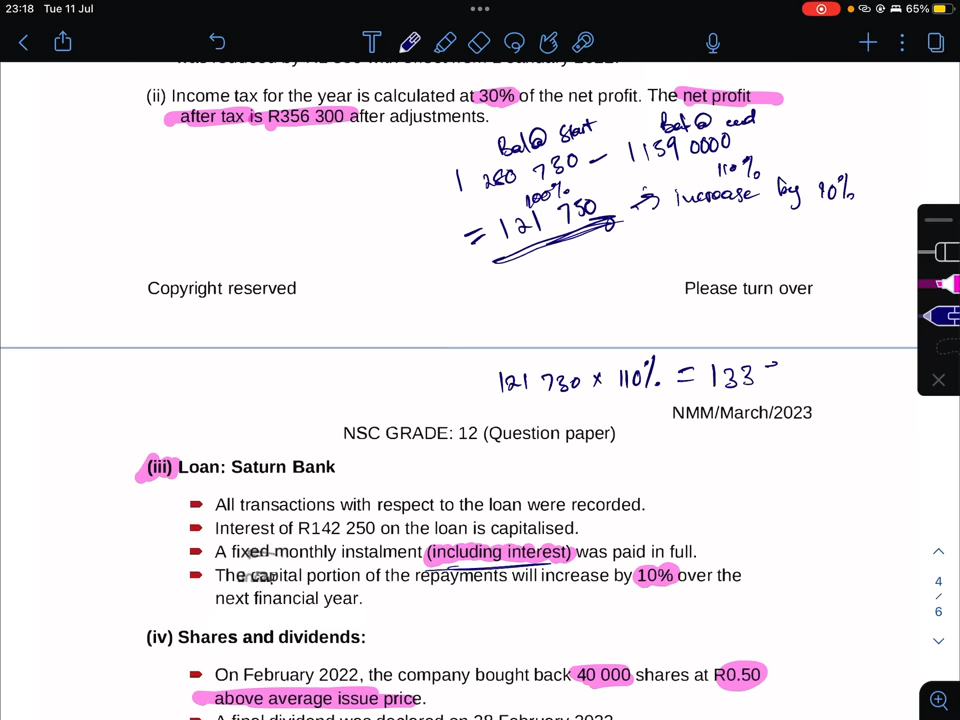 23:18 Tue 11 Jul
65%
(ii) Income tax for the year is calculated at 30% of the net profit. The net profit
after tax is R356 300 after adjustments.
Bal@ start
Bal@ end
1 280 730 – 1159 0000
100%
110%
= 121 730 → increase by 10%
Copyright reserved
Please turn over
121 730 × 110% = 133
NMM/March/2023
NSC GRADE: 12 (Question paper)
(iii) Loan: Saturn Bank
All transactions with respect to the loan were recorded.
Interest of R142 250 on the loan is capitalised.
A fixed monthly instalment (including interest) was paid in full.
The capital portion of the repayments will increase by 10% over the
next financial year.
(iv) Shares and dividends:
On February 2022, the company bought back 40 000 shares at R0.50
above average issue price.
4
/
6